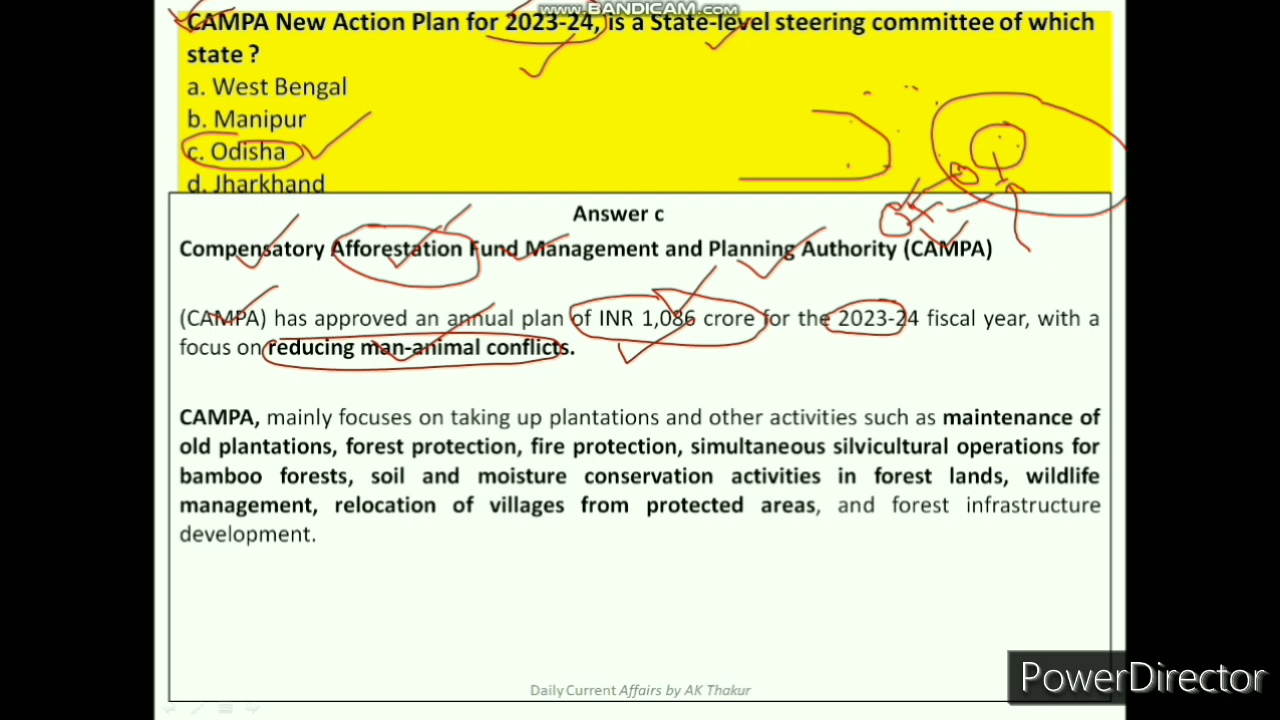 www.BANDICAM.com
CAMPA New Action Plan for 2023-24, is a State-level steering committee of which
state ?
a. West Bengal
b. Manipur
c. Odisha
d. Jharkhand
Answer c
Compensatory Afforestation Fund Management and Planning Authority (CAMPA)
(CAMPA) has approved an annual plan of INR 1,086 crore for the 2023-24 fiscal year, with a
focus on reducing man-animal conflicts.
CAMPA, mainly focuses on taking up plantations and other activities such as maintenance of
old plantations, forest protection, fire protection, simultaneous silvicultural operations for
bamboo forests, soil and moisture conservation activities in forest lands, wildlife
management, relocation of villages from protected areas, and forest infrastructure
development.
Daily Current Affairs by AK Thakur
PowerDirector